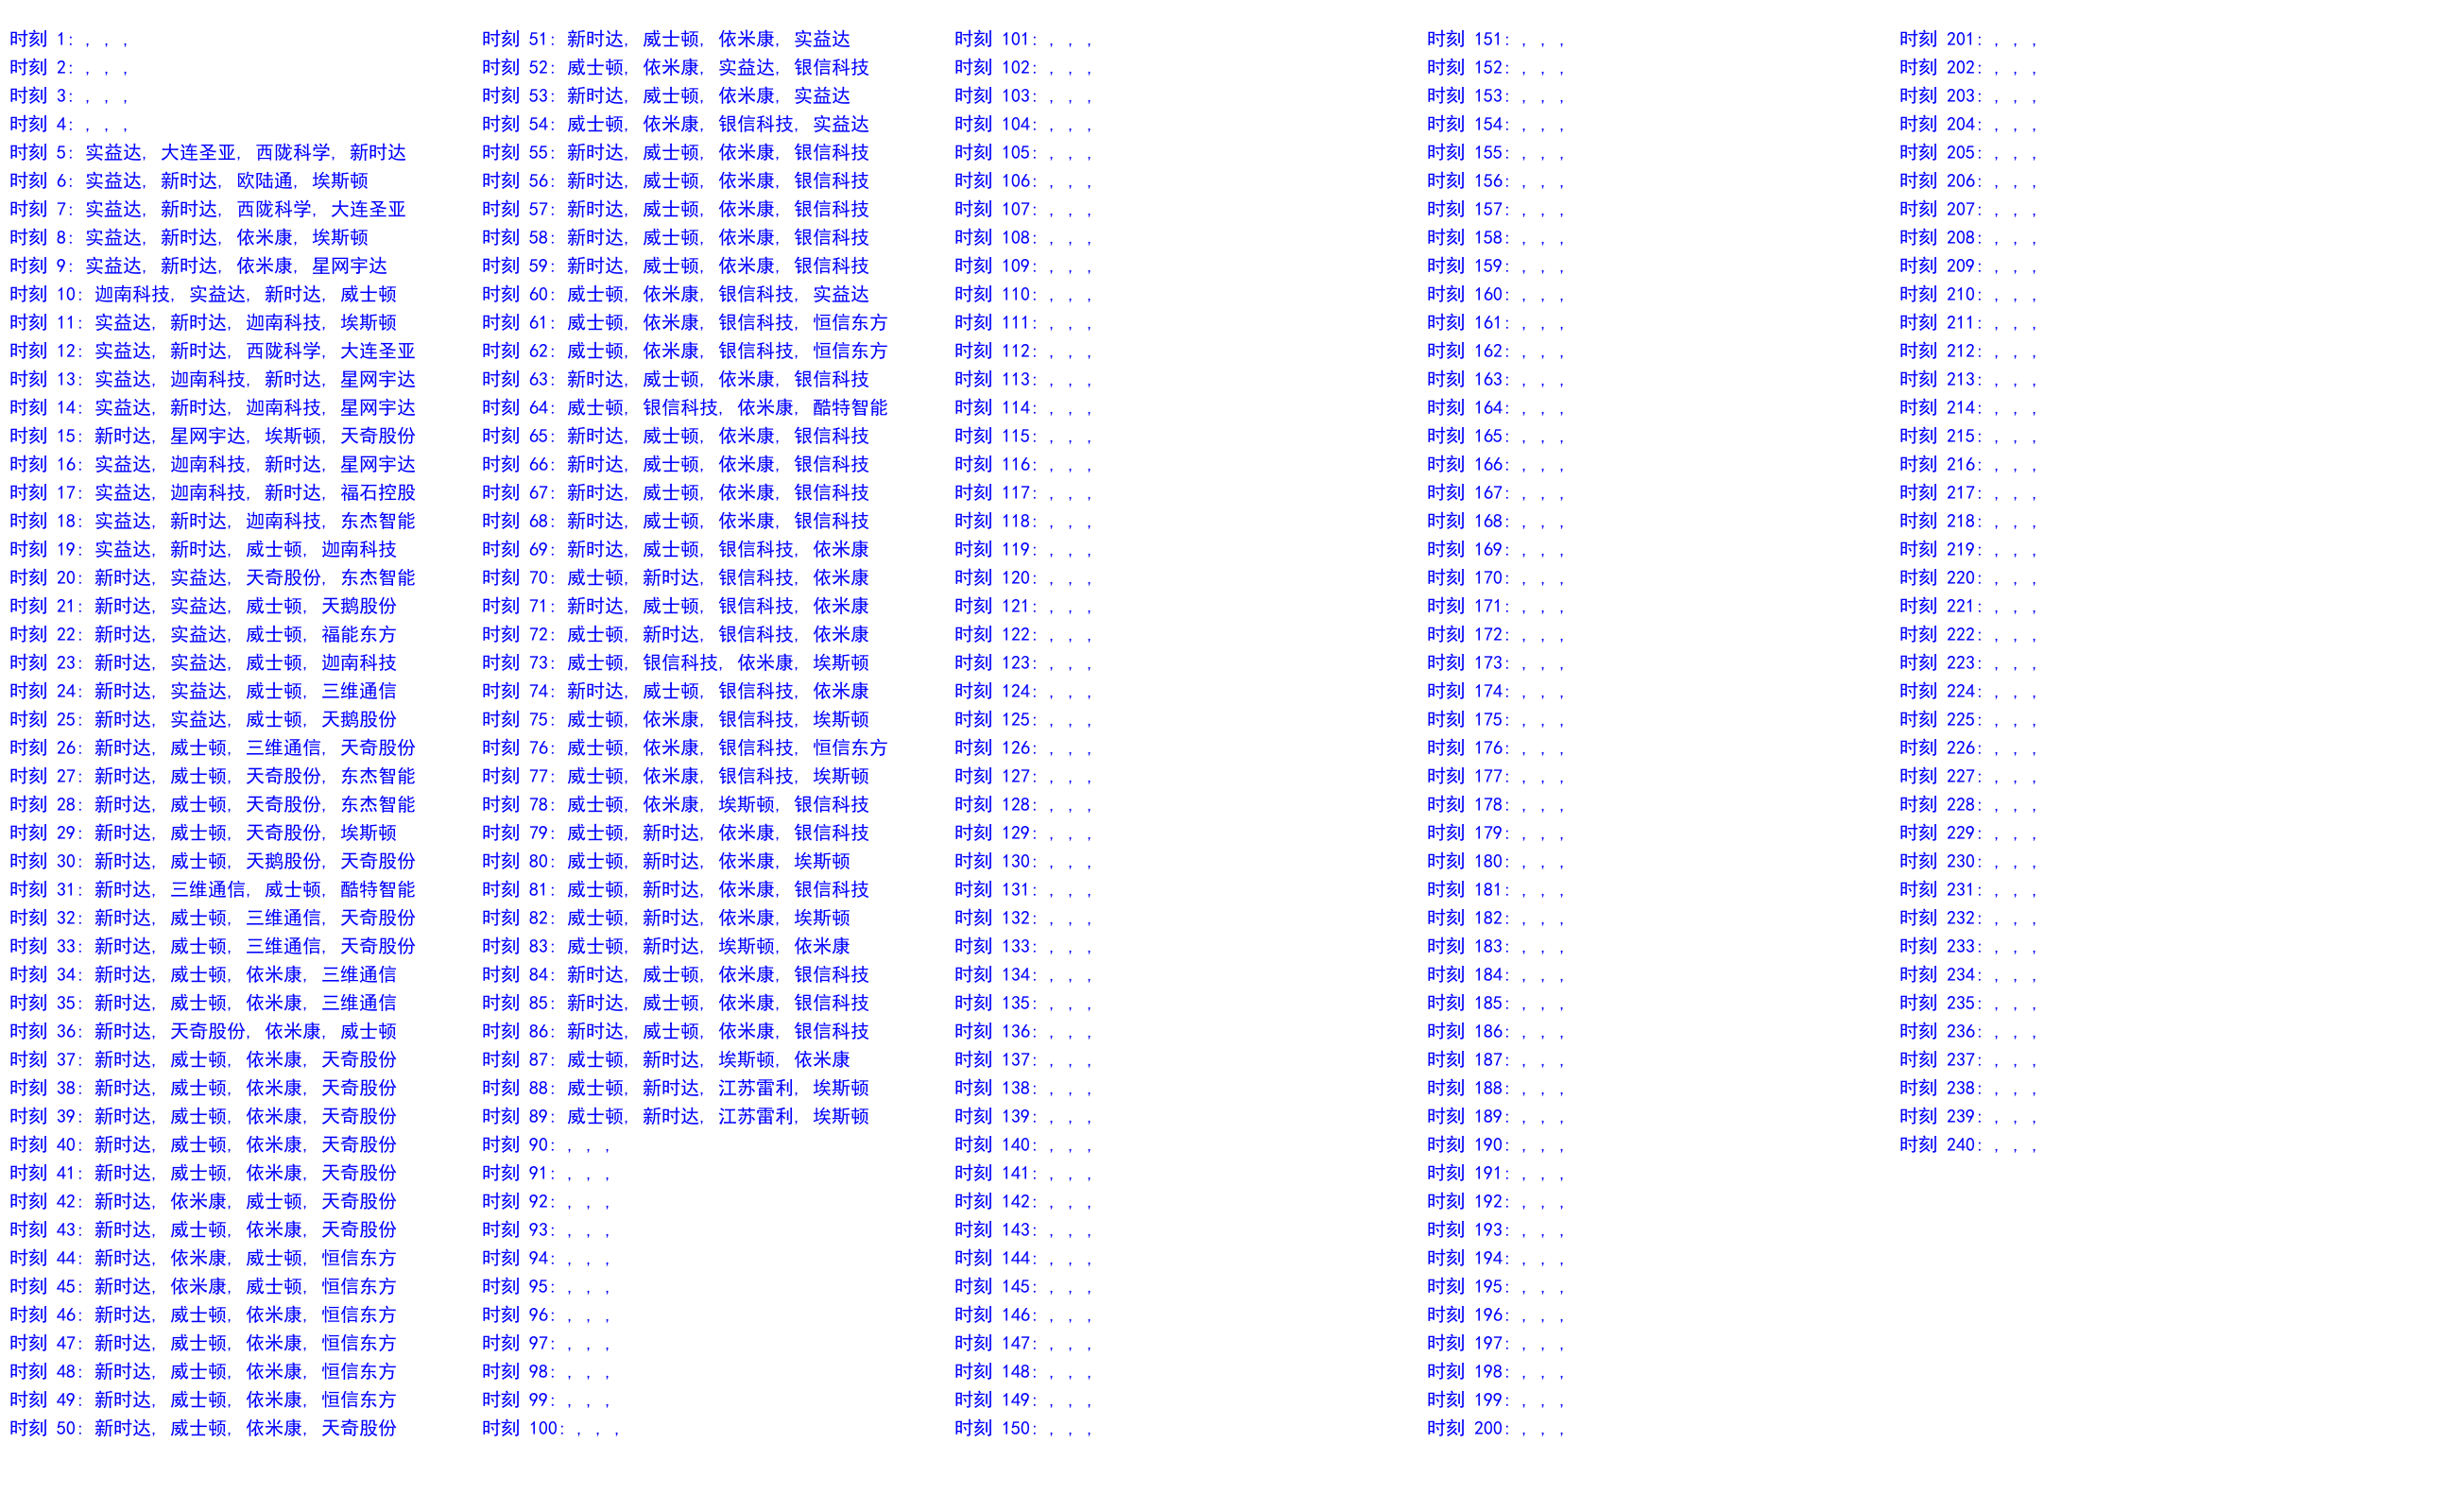 时刻 1: , , ,
时刻 2: , , ,
时刻 3: , , ,
时刻 4: , , ,
时刻 5: 实益达, 大连圣亚, 西陇科学, 新时达
时刻 6: 实益达, 新时达, 欧陆通, 埃斯顿
时刻 7: 实益达, 新时达, 西陇科学, 大连圣亚
时刻 8: 实益达, 新时达, 依米康, 埃斯顿
时刻 9: 实益达, 新时达, 依米康, 星网宇达
时刻 10: 迦南科技, 实益达, 新时达, 威士顿
时刻 11: 实益达, 新时达, 迦南科技, 埃斯顿
时刻 12: 实益达, 新时达, 西陇科学, 大连圣亚
时刻 13: 实益达, 迦南科技, 新时达, 星网宇达
时刻 14: 实益达, 新时达, 迦南科技, 星网宇达
时刻 15: 新时达, 星网宇达, 埃斯顿, 天奇股份
时刻 16: 实益达, 迦南科技, 新时达, 星网宇达
时刻 17: 实益达, 迦南科技, 新时达, 福石控股
时刻 18: 实益达, 新时达, 迦南科技, 东杰智能
时刻 19: 实益达, 新时达, 威士顿, 迦南科技
时刻 20: 新时达, 实益达, 天奇股份, 东杰智能
时刻 21: 新时达, 实益达, 威士顿, 天鹅股份
时刻 22: 新时达, 实益达, 威士顿, 福能东方
时刻 23: 新时达, 实益达, 威士顿, 迦南科技
时刻 24: 新时达, 实益达, 威士顿, 三维通信
时刻 25: 新时达, 实益达, 威士顿, 天鹅股份
时刻 26: 新时达, 威士顿, 三维通信, 天奇股份
时刻 27: 新时达, 威士顿, 天奇股份, 东杰智能
时刻 28: 新时达, 威士顿, 天奇股份, 东杰智能
时刻 29: 新时达, 威士顿, 天奇股份, 埃斯顿
时刻 30: 新时达, 威士顿, 天鹅股份, 天奇股份
时刻 31: 新时达, 三维通信, 威士顿, 酷特智能
时刻 32: 新时达, 威士顿, 三维通信, 天奇股份
时刻 33: 新时达, 威士顿, 三维通信, 天奇股份
时刻 34: 新时达, 威士顿, 依米康, 三维通信
时刻 35: 新时达, 威士顿, 依米康, 三维通信
时刻 36: 新时达, 天奇股份, 依米康, 威士顿
时刻 37: 新时达, 威士顿, 依米康, 天奇股份
时刻 38: 新时达, 威士顿, 依米康, 天奇股份
时刻 39: 新时达, 威士顿, 依米康, 天奇股份
时刻 40: 新时达, 威士顿, 依米康, 天奇股份
时刻 41: 新时达, 威士顿, 依米康, 天奇股份
时刻 42: 新时达, 依米康, 威士顿, 天奇股份
时刻 43: 新时达, 威士顿, 依米康, 天奇股份
时刻 44: 新时达, 依米康, 威士顿, 恒信东方
时刻 45: 新时达, 依米康, 威士顿, 恒信东方
时刻 46: 新时达, 威士顿, 依米康, 恒信东方
时刻 47: 新时达, 威士顿, 依米康, 恒信东方
时刻 48: 新时达, 威士顿, 依米康, 恒信东方
时刻 49: 新时达, 威士顿, 依米康, 恒信东方
时刻 50: 新时达, 威士顿, 依米康, 天奇股份
时刻 51: 新时达, 威士顿, 依米康, 实益达
时刻 52: 威士顿, 依米康, 实益达, 银信科技
时刻 53: 新时达, 威士顿, 依米康, 实益达
时刻 54: 威士顿, 依米康, 银信科技, 实益达
时刻 55: 新时达, 威士顿, 依米康, 银信科技
时刻 56: 新时达, 威士顿, 依米康, 银信科技
时刻 57: 新时达, 威士顿, 依米康, 银信科技
时刻 58: 新时达, 威士顿, 依米康, 银信科技
时刻 59: 新时达, 威士顿, 依米康, 银信科技
时刻 60: 威士顿, 依米康, 银信科技, 实益达
时刻 61: 威士顿, 依米康, 银信科技, 恒信东方
时刻 62: 威士顿, 依米康, 银信科技, 恒信东方
时刻 63: 新时达, 威士顿, 依米康, 银信科技
时刻 64: 威士顿, 银信科技, 依米康, 酷特智能
时刻 65: 新时达, 威士顿, 依米康, 银信科技
时刻 66: 新时达, 威士顿, 依米康, 银信科技
时刻 67: 新时达, 威士顿, 依米康, 银信科技
时刻 68: 新时达, 威士顿, 依米康, 银信科技
时刻 69: 新时达, 威士顿, 银信科技, 依米康
时刻 70: 威士顿, 新时达, 银信科技, 依米康
时刻 71: 新时达, 威士顿, 银信科技, 依米康
时刻 72: 威士顿, 新时达, 银信科技, 依米康
时刻 73: 威士顿, 银信科技, 依米康, 埃斯顿
时刻 74: 新时达, 威士顿, 银信科技, 依米康
时刻 75: 威士顿, 依米康, 银信科技, 埃斯顿
时刻 76: 威士顿, 依米康, 银信科技, 恒信东方
时刻 77: 威士顿, 依米康, 银信科技, 埃斯顿
时刻 78: 威士顿, 依米康, 埃斯顿, 银信科技
时刻 79: 威士顿, 新时达, 依米康, 银信科技
时刻 80: 威士顿, 新时达, 依米康, 埃斯顿
时刻 81: 威士顿, 新时达, 依米康, 银信科技
时刻 82: 威士顿, 新时达, 依米康, 埃斯顿
时刻 83: 威士顿, 新时达, 埃斯顿, 依米康
时刻 84: 新时达, 威士顿, 依米康, 银信科技
时刻 85: 新时达, 威士顿, 依米康, 银信科技
时刻 86: 新时达, 威士顿, 依米康, 银信科技
时刻 87: 威士顿, 新时达, 埃斯顿, 依米康
时刻 88: 威士顿, 新时达, 江苏雷利, 埃斯顿
时刻 89: 威士顿, 新时达, 江苏雷利, 埃斯顿
时刻 90: , , ,
时刻 91: , , ,
时刻 92: , , ,
时刻 93: , , ,
时刻 94: , , ,
时刻 95: , , ,
时刻 96: , , ,
时刻 97: , , ,
时刻 98: , , ,
时刻 99: , , ,
时刻 100: , , ,
时刻 101: , , ,
时刻 102: , , ,
时刻 103: , , ,
时刻 104: , , ,
时刻 105: , , ,
时刻 106: , , ,
时刻 107: , , ,
时刻 108: , , ,
时刻 109: , , ,
时刻 110: , , ,
时刻 111: , , ,
时刻 112: , , ,
时刻 113: , , ,
时刻 114: , , ,
时刻 115: , , ,
时刻 116: , , ,
时刻 117: , , ,
时刻 118: , , ,
时刻 119: , , ,
时刻 120: , , ,
时刻 121: , , ,
时刻 122: , , ,
时刻 123: , , ,
时刻 124: , , ,
时刻 125: , , ,
时刻 126: , , ,
时刻 127: , , ,
时刻 128: , , ,
时刻 129: , , ,
时刻 130: , , ,
时刻 131: , , ,
时刻 132: , , ,
时刻 133: , , ,
时刻 134: , , ,
时刻 135: , , ,
时刻 136: , , ,
时刻 137: , , ,
时刻 138: , , ,
时刻 139: , , ,
时刻 140: , , ,
时刻 141: , , ,
时刻 142: , , ,
时刻 143: , , ,
时刻 144: , , ,
时刻 145: , , ,
时刻 146: , , ,
时刻 147: , , ,
时刻 148: , , ,
时刻 149: , , ,
时刻 150: , , ,
时刻 151: , , ,
时刻 152: , , ,
时刻 153: , , ,
时刻 154: , , ,
时刻 155: , , ,
时刻 156: , , ,
时刻 157: , , ,
时刻 158: , , ,
时刻 159: , , ,
时刻 160: , , ,
时刻 161: , , ,
时刻 162: , , ,
时刻 163: , , ,
时刻 164: , , ,
时刻 165: , , ,
时刻 166: , , ,
时刻 167: , , ,
时刻 168: , , ,
时刻 169: , , ,
时刻 170: , , ,
时刻 171: , , ,
时刻 172: , , ,
时刻 173: , , ,
时刻 174: , , ,
时刻 175: , , ,
时刻 176: , , ,
时刻 177: , , ,
时刻 178: , , ,
时刻 179: , , ,
时刻 180: , , ,
时刻 181: , , ,
时刻 182: , , ,
时刻 183: , , ,
时刻 184: , , ,
时刻 185: , , ,
时刻 186: , , ,
时刻 187: , , ,
时刻 188: , , ,
时刻 189: , , ,
时刻 190: , , ,
时刻 191: , , ,
时刻 192: , , ,
时刻 193: , , ,
时刻 194: , , ,
时刻 195: , , ,
时刻 196: , , ,
时刻 197: , , ,
时刻 198: , , ,
时刻 199: , , ,
时刻 200: , , ,
时刻 201: , , ,
时刻 202: , , ,
时刻 203: , , ,
时刻 204: , , ,
时刻 205: , , ,
时刻 206: , , ,
时刻 207: , , ,
时刻 208: , , ,
时刻 209: , , ,
时刻 210: , , ,
时刻 211: , , ,
时刻 212: , , ,
时刻 213: , , ,
时刻 214: , , ,
时刻 215: , , ,
时刻 216: , , ,
时刻 217: , , ,
时刻 218: , , ,
时刻 219: , , ,
时刻 220: , , ,
时刻 221: , , ,
时刻 222: , , ,
时刻 223: , , ,
时刻 224: , , ,
时刻 225: , , ,
时刻 226: , , ,
时刻 227: , , ,
时刻 228: , , ,
时刻 229: , , ,
时刻 230: , , ,
时刻 231: , , ,
时刻 232: , , ,
时刻 233: , , ,
时刻 234: , , ,
时刻 235: , , ,
时刻 236: , , ,
时刻 237: , , ,
时刻 238: , , ,
时刻 239: , , ,
时刻 240: , , ,